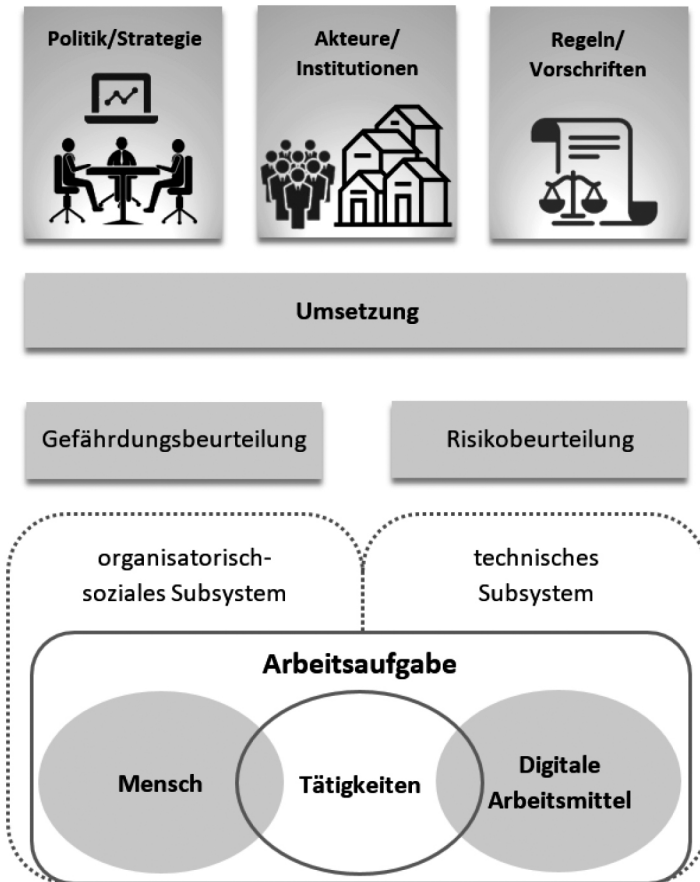 Politik/Strategie
Akteure/
Institutionen
Regeln/
Vorschriften
Umsetzung
Gefährdungsbeurteilung
Risikobeurteilung
organisatorisch-
soziales Subsystem
technisches
Subsystem
Arbeitsaufgabe
Mensch
Tätigkeiten
Digitale
Arbeitsmittel